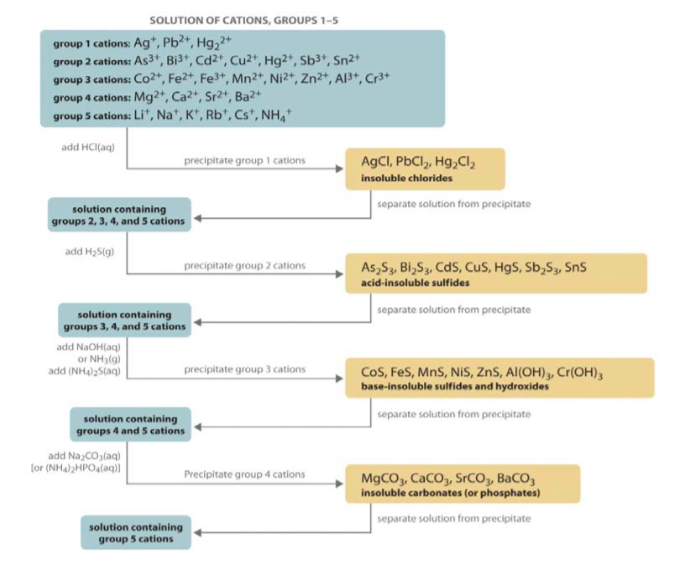 SOLUTION OF CATIONS, GROUPS 1–5
group 1 cations: Ag⁺, Pb²⁺, Hg₂²⁺
group 2 cations: As³⁺, Bi³⁺, Cd²⁺, Cu²⁺, Hg²⁺, Sb³⁺, Sn²⁺
group 3 cations: Co²⁺, Fe²⁺, Fe³⁺, Mn²⁺, Ni²⁺, Zn²⁺, Al³⁺, Cr³⁺
group 4 cations: Mg²⁺, Ca²⁺, Sr²⁺, Ba²⁺
group 5 cations: Li⁺, Na⁺, K⁺, Rb⁺, Cs⁺, NH₄⁺
add HCl(aq)
precipitate group 1 cations
AgCl, PbCl₂, Hg₂Cl₂
insoluble chlorides
separate solution from precipitate
solution containing
groups 2, 3, 4, and 5 cations
add H₂S(g)
precipitate group 2 cations
As₂S₃, Bi₂S₃, CdS, CuS, HgS, Sb₂S₃, SnS
acid-insoluble sulfides
separate solution from precipitate
solution containing
groups 3, 4, and 5 cations
add NaOH(aq)
or NH₃(g)
add (NH₄)₂S(aq)
precipitate group 3 cations
CoS, FeS, MnS, NiS, ZnS, Al(OH)₃, Cr(OH)₃
base-insoluble sulfides and hydroxides
separate solution from precipitate
solution containing
groups 4 and 5 cations
add Na₂CO₃(aq)
[or (NH₄)₂HPO₄(aq)]
Precipitate group 4 cations
MgCO₃, CaCO₃, SrCO₃, BaCO₃
insoluble carbonates (or phosphates)
separate solution from precipitate
solution containing
group 5 cations